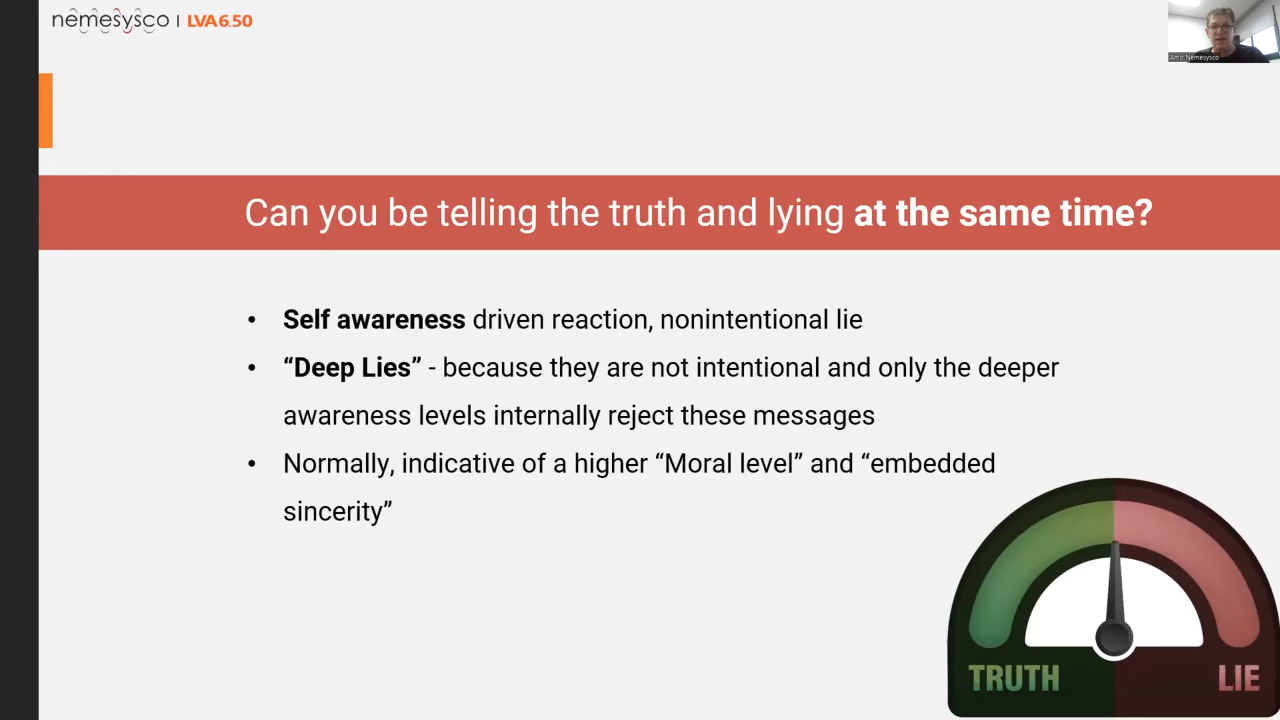 nemesysco | LVA6.50
Amir Nemesysco
Can you be telling the truth and lying at the same time?
• Self awareness driven reaction, nonintentional lie
• “Deep Lies” - because they are not intentional and only the deeper
awareness levels internally reject these messages
• Normally, indicative of a higher “Moral level” and “embedded
sincerity”
TRUTH LIE